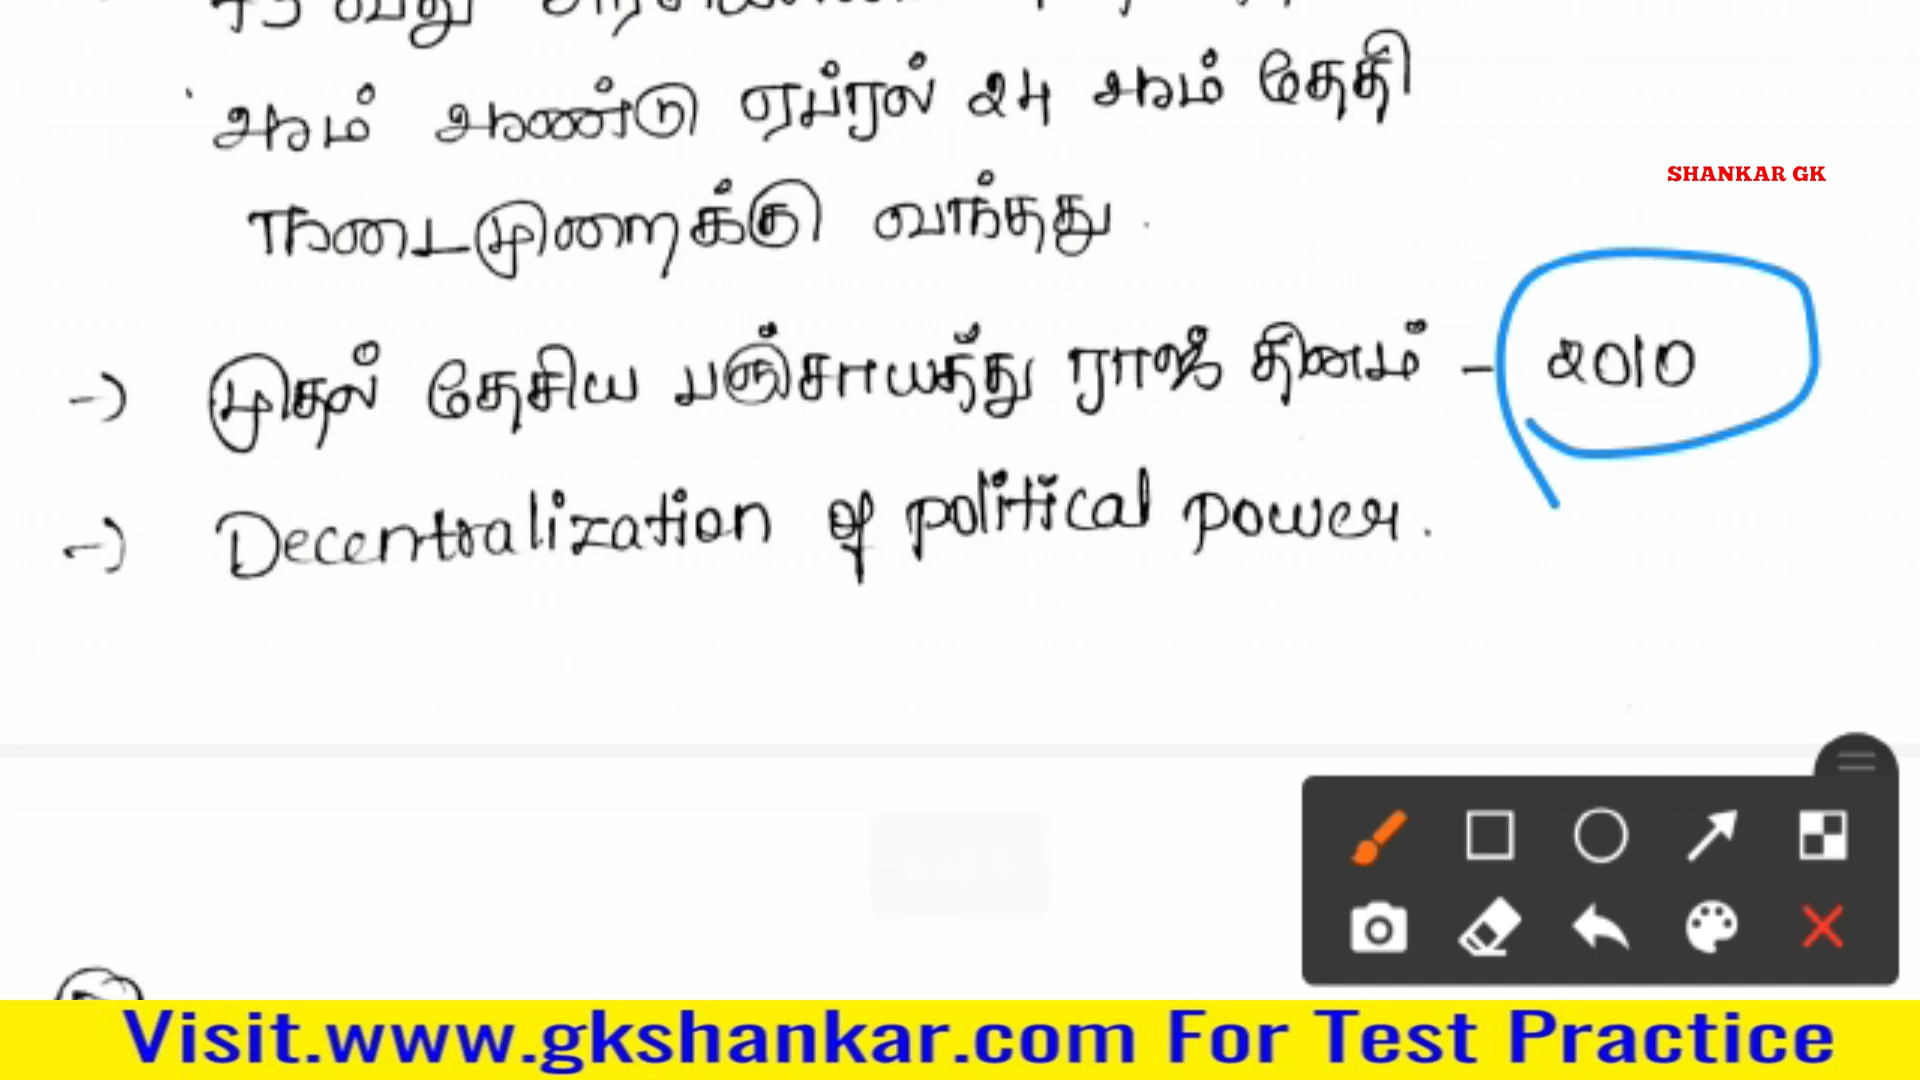 ஆம் ஆண்டு ஏப்ரல் 24 ஆம் தேதி
SHANKAR GK
நடைமுறைக்கு வந்தது.
-> முதல் தேசிய பஞ்சாயத்து ராஜ் தினம் - 2010
-> Decentralization of political power.
Visit.www.gkshankar.com For Test Practice